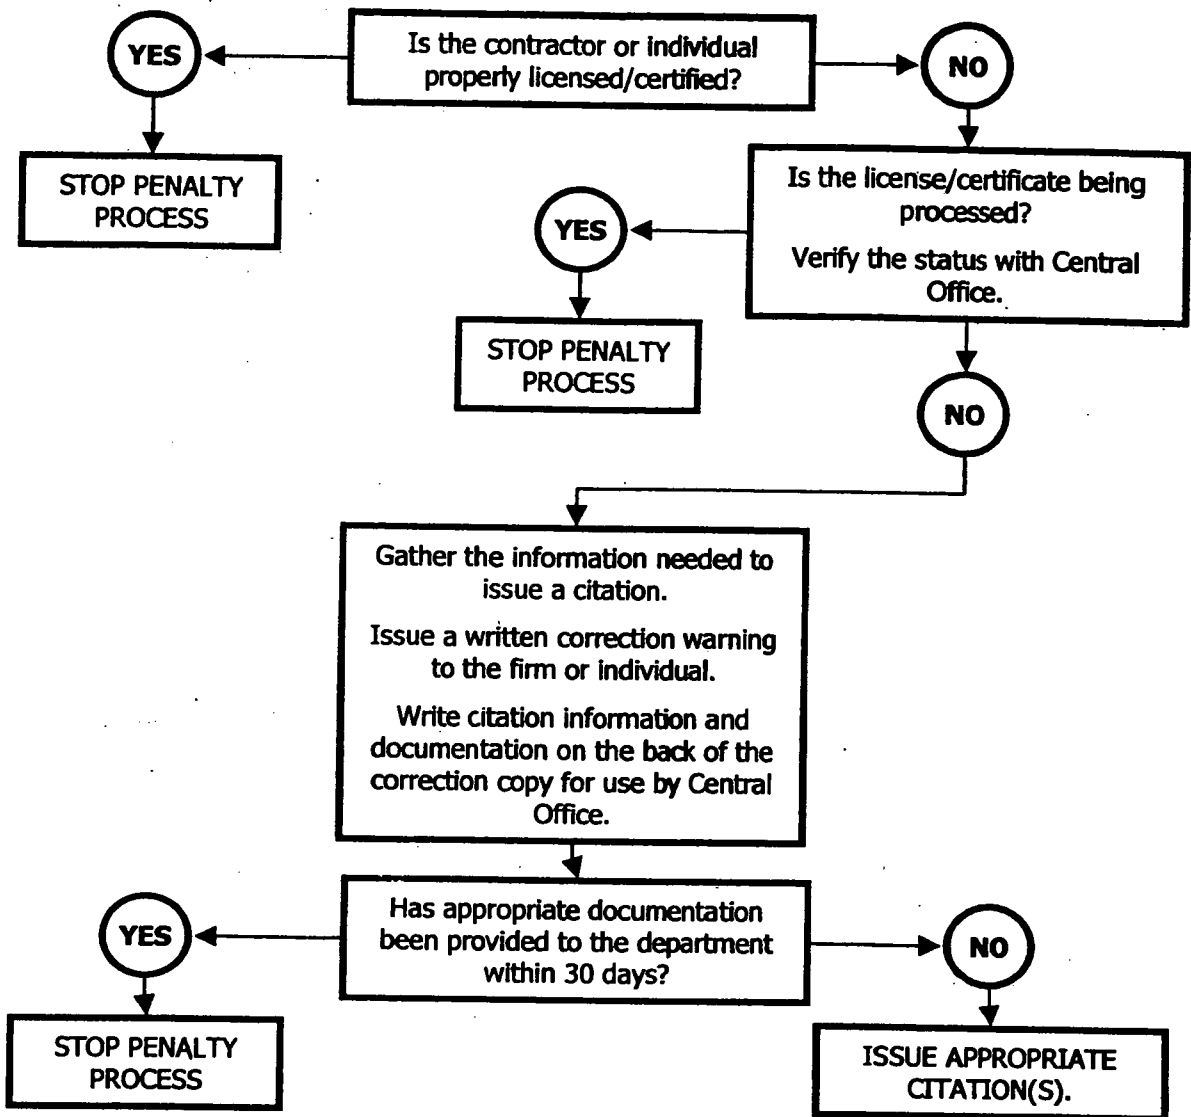 YES
Is the contractor or individual
properly licensed/certified?
NO
STOP PENALTY
PROCESS
Is the license/certificate being
processed?
Verify the status with Central
Office.
YES
STOP PENALTY
PROCESS
NO
Gather the information needed to
issue a citation.
Issue a written correction warning
to the firm or individual.
Write citation information and
documentation on the back of the
correction copy for use by Central
Office.
Has appropriate documentation
been provided to the department
within 30 days?
YES
NO
STOP PENALTY
PROCESS
ISSUE APPROPRIATE
CITATION(S).